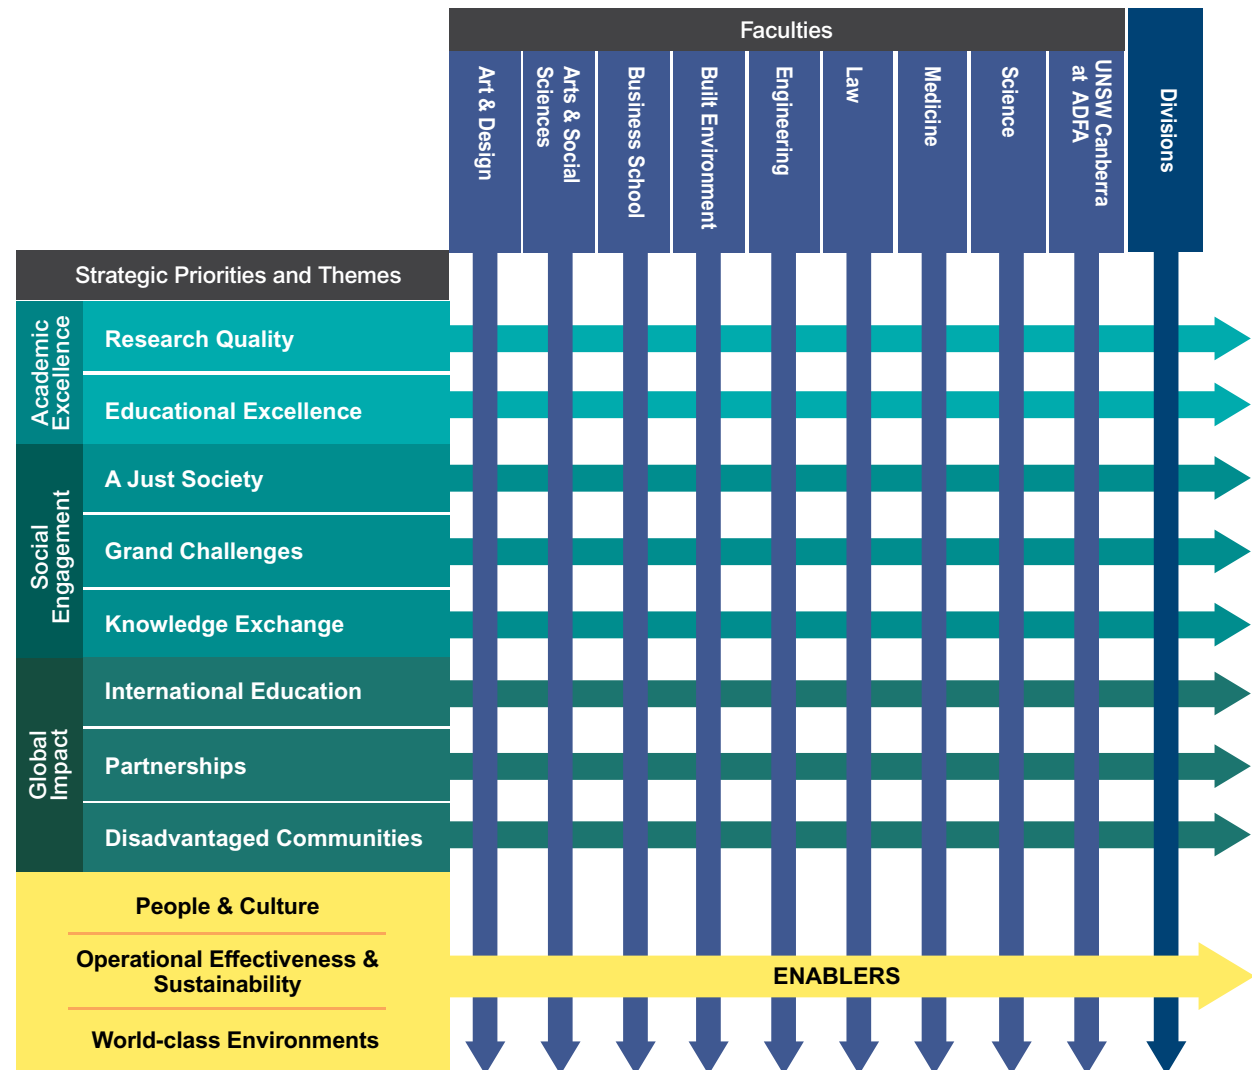 Faculties
Art & Design
Arts & Social
Sciences
Business School
Built Environment
Engineering
Law
Medicine
Science
UNSW Canberra
at ADFA
Divisions
Strategic Priorities and Themes
Academic
Excellence
Research Quality
Educational Excellence
Social
Engagement
A Just Society
Grand Challenges
Knowledge Exchange
Global
Impact
International Education
Partnerships
Disadvantaged Communities
People & Culture
Operational Effectiveness &
Sustainability
World-class Environments
ENABLERS